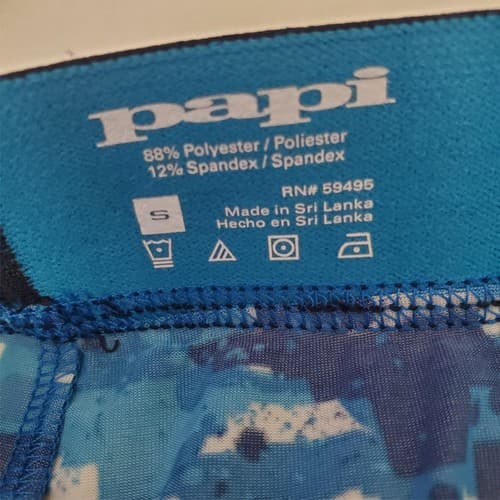 papi
88% Polyester / Poliester
12% Spandex / Spandex
RN# 59495
S
Made in Sri Lanka
Hecho en Sri Lanka